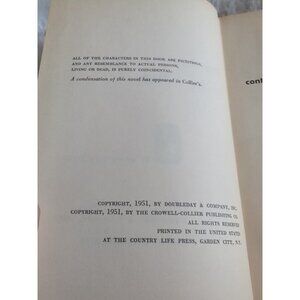 ALL OF THE CHARACTERS IN THIS BOOK ARE FICTITIOUS,
AND ANY RESEMBLANCE TO ACTUAL PERSONS,
LIVING OR DEAD, IS PURELY COINCIDENTAL.
A condensation of this novel has appeared in Collier's.
cont
COPYRIGHT, 1951, BY DOUBLEDAY & COMPANY, INC.
COPYRIGHT, 1951, BY THE CROWELL-COLLIER PUBLISHING CO.
ALL RIGHTS RESERVED
PRINTED IN THE UNITED STATES
AT THE COUNTRY LIFE PRESS, GARDEN CITY, N.Y.